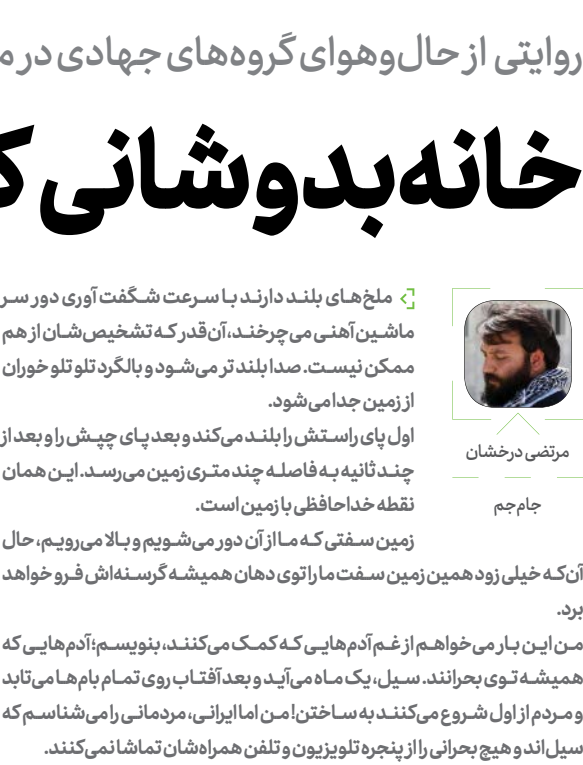 روایتی از حال‌وهوای گروه‌های جهادی در
خانه‌به‌دوشانی
ملخ‌های بلند دارند با سرعت شگفت آوری دور سر
ماشین آهنی می‌چرخند، آن‌قدر که تشخیص‌شان از هم
ممکن نیست. صدا بلندتر می‌شود و بالگرد تلو تلو خوران
از زمین جدا می‌شود.
اول پای راستش را بلند می‌کند و بعد پای چپش را و بعد از
چند ثانیه به فاصله چند متری زمین می‌رسد. این همان
نقطه خداحافظی با زمین است.
مرتضی درخشان
جام‌جم
زمین سفتی که ما از آن دور می‌شویم و بالا می‌رویم، حال
آن‌که خیلی زود همین زمین سفت ما را توی دهان همیشه گرسنه‌اش فرو خواهد
برد.
من این بار می‌خواهم از غم آدم‌هایی که کمک می‌کنند، بنویسم؛ آدم‌هایی که
همیشه توی بحرانند. سیل، یک ماه می‌آید و بعد آفتاب روی تمام بام‌ها می‌تابد
و مردم از اول شروع می‌کنند به ساختن! من اما ایرانی، مردمانی را می‌شناسم که
سیل‌اند و هیچ بحرانی را از پنجره تلویزیون و تلفن همراه‌شان تماشا نمی‌کنند.